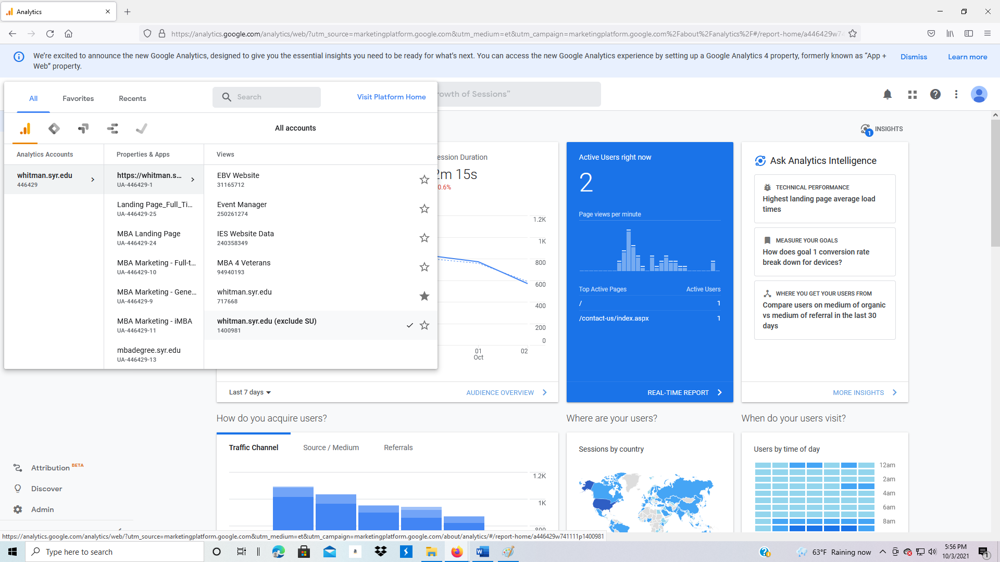 Analytics
https://analytics.google.com/analytics/web/?utm_source=marketingplatform.google.com&utm_medium=et&utm_campaign=marketingplatform.google.com%2Fabout%2Fanalytics%2F#/report-home/a446429w74
We're excited to announce the new Google Analytics, designed to give you the essential insights you need to be ready for what's next. You can access the new Google Analytics experience by setting up a Google Analytics 4 property, formerly known as “App +
Web” property.
Dismiss
Learn more
All
Favorites
Recents
Search
Visit Platform Home
rowth of Sessions”
All accounts
1
INSIGHTS
Analytics Accounts
Properties & Apps
Views
whitman.syr.edu
446429
https://whitman.s...
UA-446429-1
Landing Page_Full_Ti...
UA-446429-25
MBA Landing Page
UA-446429-24
MBA Marketing - Full-t...
UA-446429-10
MBA Marketing - Gene...
UA-446429-9
MBA Marketing - iMBA
UA-446429-11
mbadegree.syr.edu
UA-446429-13
EBV Website
31165712
Event Manager
250261274
IES Website Data
240358349
MBA 4 Veterans
94940193
whitman.syr.edu
717668
whitman.syr.edu (exclude SU)
1400981
ession Duration
2m 15s
0.6%
1.2K
1K
800
600
400
200
0
01
Oct
02
Last 7 days
AUDIENCE OVERVIEW
Active Users right now
2
Page views per minute
Top Active Pages
Active Users
/
1
/contact-us/index.aspx
1
REAL-TIME REPORT
Ask Analytics Intelligence
TECHNICAL PERFORMANCE
Highest landing page average load
times
MEASURE YOUR GOALS
How does goal 1 conversion rate
break down for devices?
WHERE YOU GET YOUR USERS FROM
Compare users on medium of organic
vs medium of referral in the last 30
days
MORE INSIGHTS
How do you acquire users?
Where are your users?
When do your users visit?
Traffic Channel
Source / Medium
Referrals
1.2K
1K
800
Sessions by country
Users by time of day
12am
2am
4am
6am
8am
Attribution BETA
Discover
Admin
https://analytics.google.com/analytics/web/?utm_source=marketingplatform.google.com&utm_medium=et&utm_campaign=marketingplatform.google.com/about/analytics/#/report-home/a446429w741111p1400981
Type here to search
a
W
63°F Raining now
5:56 PM
10/3/2021
1